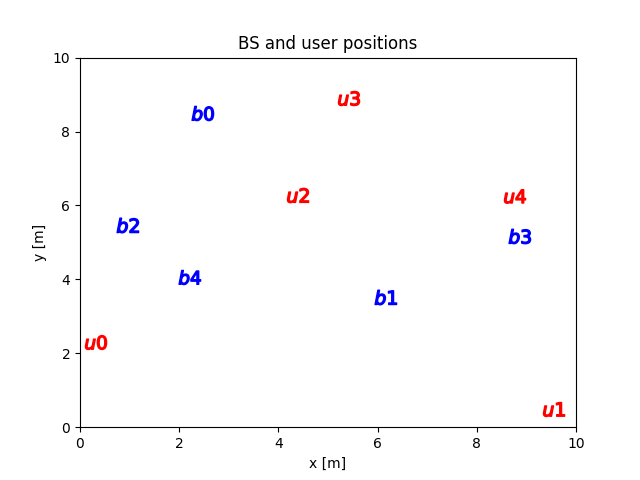 BS and user positions
10
u3
b0
8
u2
u4
6
b2
b3
y [m]
b4
4
b1
u0
2
u1
0
0 2 4 6 8 10
x [m]